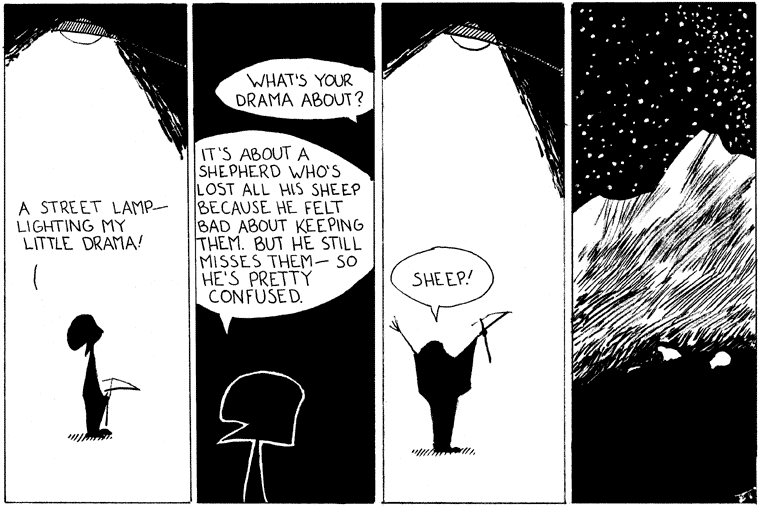 A STREET LAMP—
LIGHTING MY
LITTLE DRAMA!
WHAT'S YOUR
DRAMA ABOUT?
IT'S ABOUT A
SHEPHERD WHO'S
LOST ALL HIS SHEEP
BECAUSE HE FELT
BAD ABOUT KEEPING
THEM. BUT HE STILL
MISSES THEM— SO
HE'S PRETTY
CONFUSED.
SHEEP!